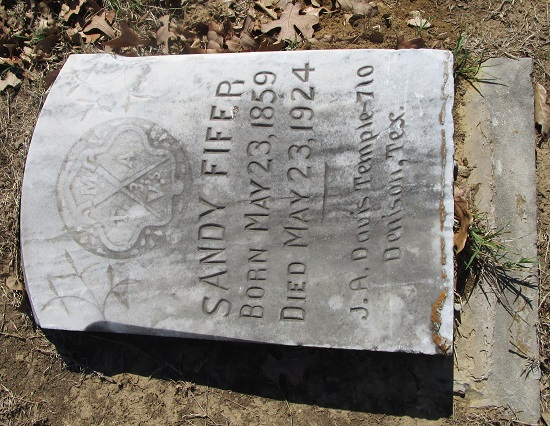 SANDY FIFER
BORN MAY 23, 1859
DIED MAY 23, 1924
J. A. Davis Temple-710
Denison, Tex.